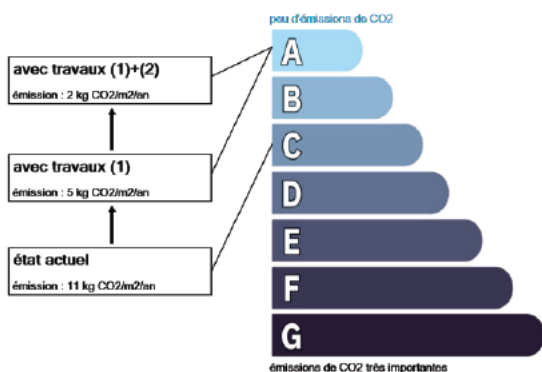 peu d'émissions de CO2
avec travaux (1)+(2)
émission : 2 kg CO2/m2/an
avec travaux (1)
émission : 5 kg CO2/m2/an
état actuel
émission : 11 kg CO2/m2/an
A
B
C
D
E
F
G
émissions de CO2 très importantes